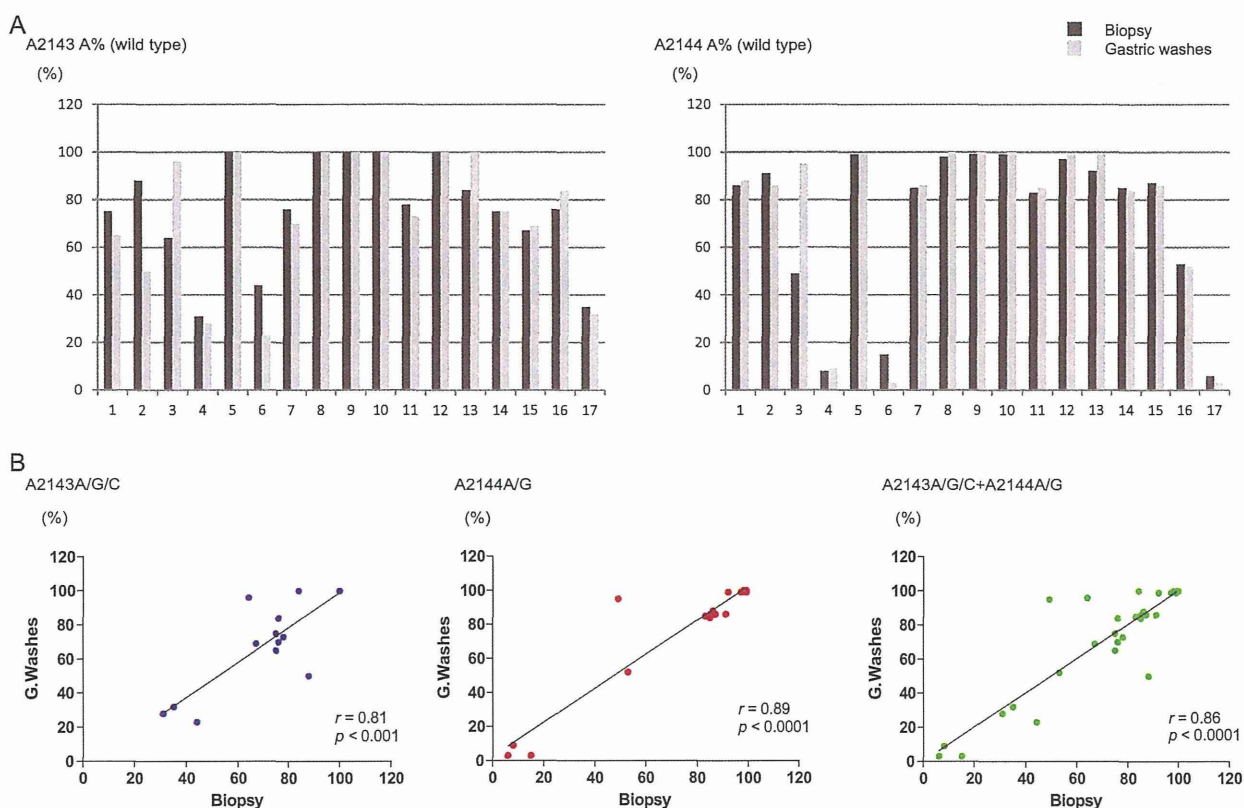 A
A2143 A% (wild type)
(%)
120
100
80
60
40
20
0
1 2 3 4 5 6 7 8 9 10 11 12 13 14 15 16 17
A2144 A% (wild type)
(%)
120
100
80
60
40
20
0
1 2 3 4 5 6 7 8 9 10 11 12 13 14 15 16 17
Biopsy
Gastric washes
B
A2143A/G/C
(%)
G.Washes
120
100
80
60
40
20
0
0 20 40 60 80 100 120
Biopsy
r = 0.81
p < 0.001
A2144A/G
(%)
G.Washes
120
100
80
60
40
20
0
0 20 40 60 80 100 120
Biopsy
r = 0.89
p < 0.0001
A2143A/G/C+A2144A/G
(%)
G.Washes
120
100
80
60
40
20
0
0 20 40 60 80 100 120
Biopsy
r = 0.86
p < 0.0001